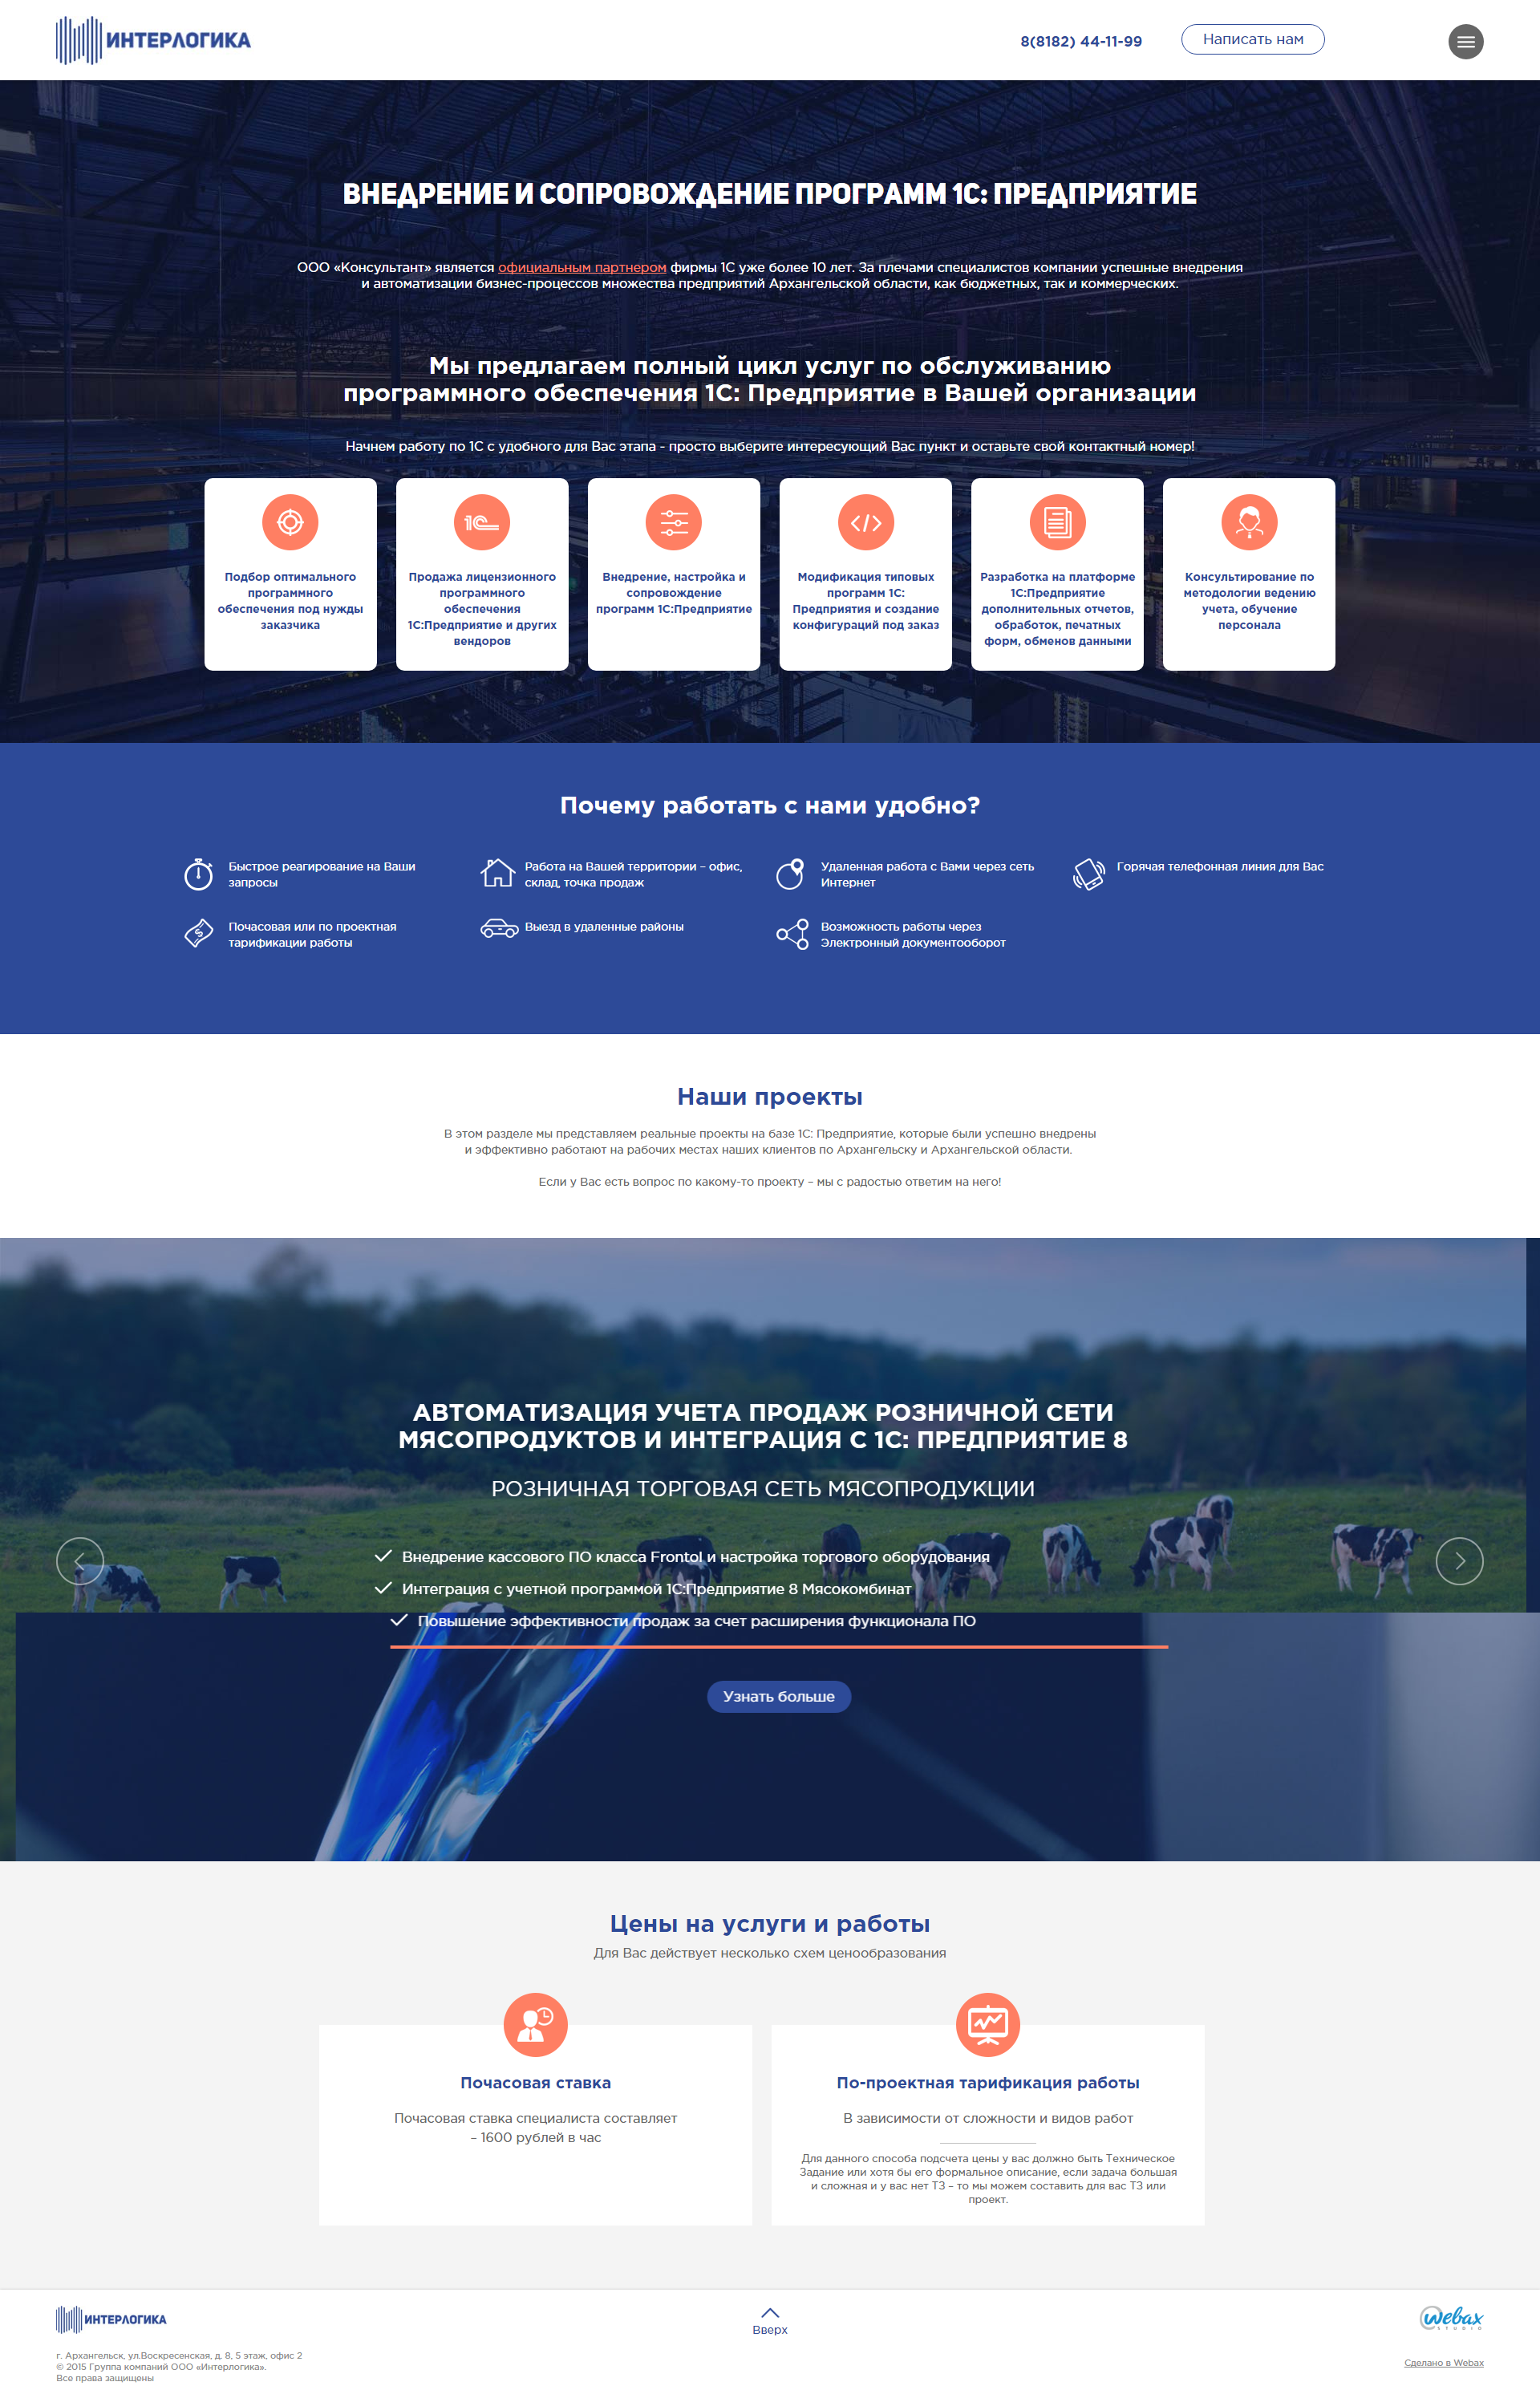 ИНТЕРЛОГИКА
8(8182) 44-11-99
Написать нам
ВНЕДРЕНИЕ И СОПРОВОЖДЕНИЕ ПРОГРАММ 1С: ПРЕДПРИЯТИЕ
ООО «Консультант» является официальным партнером фирмы 1С уже более 10 лет. За плечами специалистов компании успешные внедрения
и автоматизации бизнес-процессов множества предприятий Архангельской области, как бюджетных, так и коммерческих.
Мы предлагаем полный цикл услуг по обслуживанию
программного обеспечения 1С: Предприятие в Вашей организации
Начнем работу по 1С с удобного для Вас этапа - просто выберите интересующий Вас пункт и оставьте свой контактный номер!
Подбор оптимального
программного
обеспечения под нужды
заказчика
1С
Продажа лицензионного
программного
обеспечения
1С:Предприятие и других
вендоров
Внедрение, настройка и
сопровождение
программ 1С:Предприятие
Модификация типовых
программ 1С:
Предприятия и создание
конфигураций под заказ
Разработка на платформе
1С:Предприятие
дополнительных отчетов,
обработок, печатных
форм, обменов данными
Консультирование по
методологии ведению
учета, обучение
персонала
Почему работать с нами удобно?
Быстрое реагирование на Ваши
запросы
Работа на Вашей территории – офис,
склад, точка продаж
Удаленная работа с Вами через сеть
Интернет
Горячая телефонная линия для Вас
Почасовая или по проектная
тарификации работы
Выезд в удаленные районы
Возможность работы через
Электронный документооборот
Наши проекты
В этом разделе мы представляем реальные проекты на базе 1С: Предприятие, которые были успешно внедрены
и эффективно работают на рабочих местах наших клиентов по Архангельску и Архангельской области.
Если у Вас есть вопрос по какому-то проекту – мы с радостью ответим на него!
АВТОМАТИЗАЦИЯ УЧЕТА ПРОДАЖ РОЗНИЧНОЙ СЕТИ
МЯСОПРОДУКТОВ И ИНТЕГРАЦИЯ С 1С: ПРЕДПРИЯТИЕ 8
РОЗНИЧНАЯ ТОРГОВАЯ СЕТЬ МЯСОПРОДУКЦИИ
Внедрение кассового ПО класса Frontol и настройка торгового оборудования
Интеграция с учетной программой 1С:Предприятие 8 Мясокомбинат
Повышение эффективности продаж за счет расширения функционала ПО
Узнать больше
Цены на услуги и работы
Для Вас действует несколько схем ценообразования
Почасовая ставка
Почасовая ставка специалиста составляет
– 1600 рублей в час
По-проектная тарификация работы
В зависимости от сложности и видов работ
Для данного способа подсчета цены у вас должно быть Техническое
Задание или хотя бы его формальное описание, если задача большая
и сложная и у вас нет ТЗ – то мы можем составить для вас ТЗ или
проект.
ИНТЕРЛОГИКА
Вверх
Webax
STUDIO
г. Архангельск, ул.Воскресенская, д. 8, 5 этаж, офис 2
© 2015 Группа компаний ООО «Интерлогика».
Все права защищены
Сделано в Webax